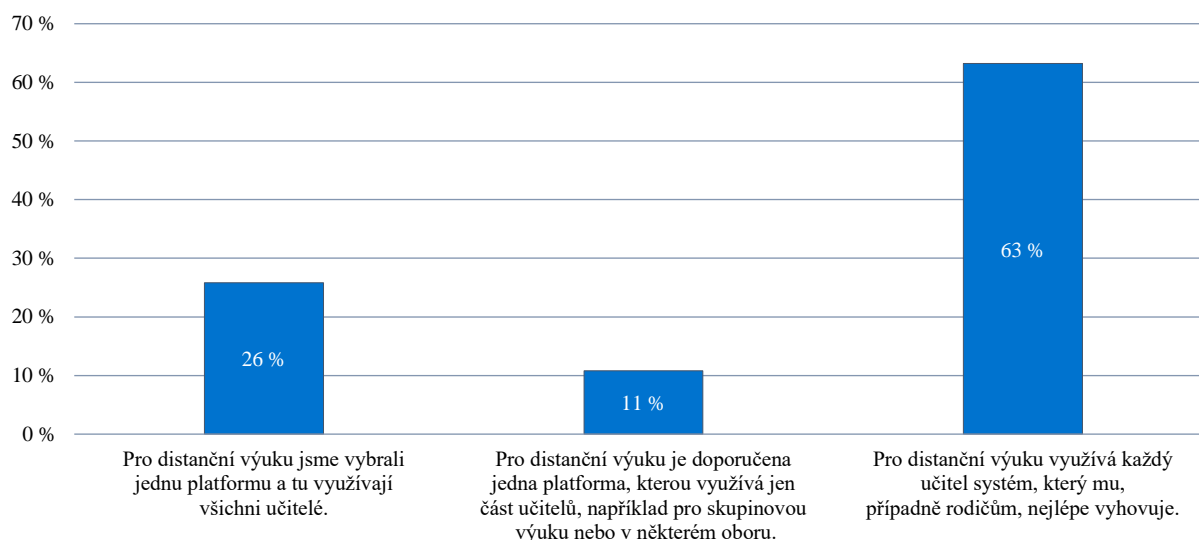 70 %
60 %
50 %
40 %
30 %
20 %
10 %
0 %
26 %
11 %
63 %
Pro distanční výuku jsme vybrali
jednu platformu a tu využívají
všichni učitelé.
Pro distanční výuku je doporučena
jedna platforma, kterou využívá jen
část učitelů, například pro skupinovou
výuku nebo v některém oboru.
Pro distanční výuku využívá každý
učitel systém, který mu,
případně rodičům, nejlépe vyhovuje.